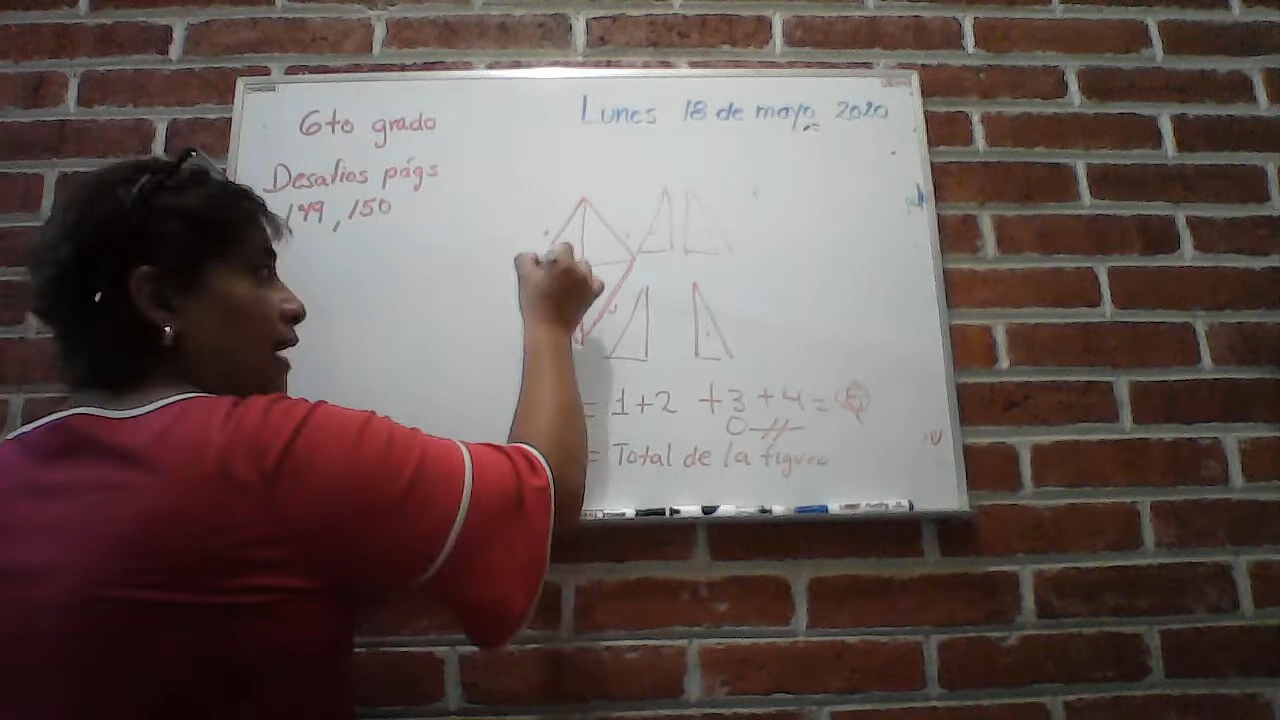 6to grado
Lunes 18 de mayo 2020
Desafios págs
149, 150
= 1+2 +3+4=
= Total de la figura